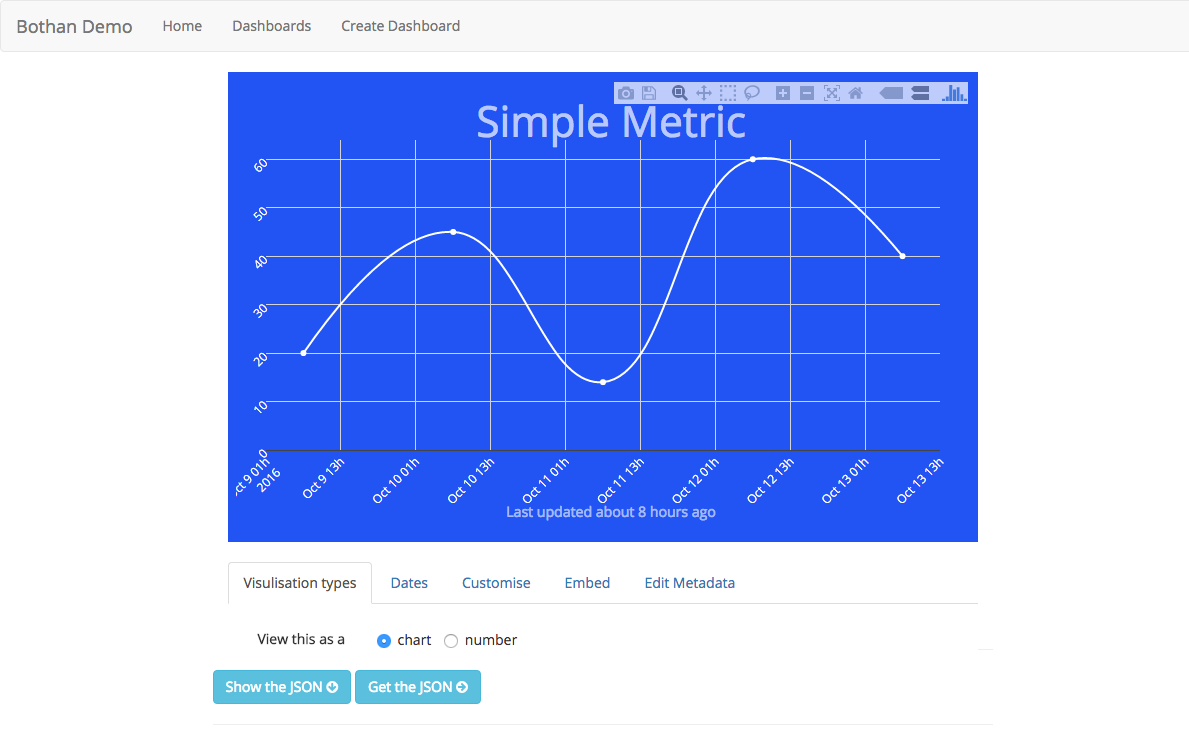 Bothan Demo Home Dashboards Create Dashboard
Simple Metric
60
50
40
30
20
10
0
Oct 9 01h
2016
Oct 9 13h
Oct 10 01h
Oct 10 13h
Oct 11 01h
Oct 11 13h
Oct 12 01h
Oct 12 13h
Oct 13 01h
Oct 13 13h
Last updated about 8 hours ago
Visulisation types Dates Customise Embed Edit Metadata
View this as a chart number
Show the JSON Get the JSON